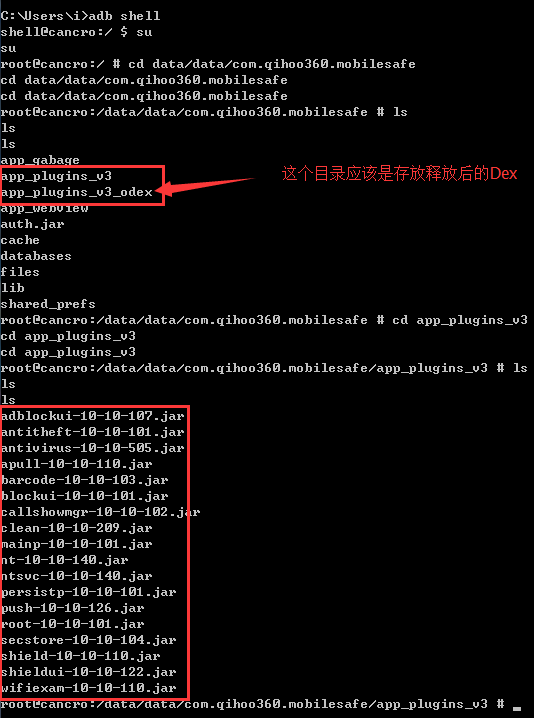 C:\Users\i>adb shell
shell@cancro:/ $ su
su
root@cancro:/ # cd data/data/com.qihoo360.mobilesafe
cd data/data/com.qihoo360.mobilesafe
cd data/data/com.qihoo360.mobilesafe
root@cancro:/data/data/com.qihoo360.mobilesafe # ls
ls
ls
app_qabage
app_plugins_v3
app_plugins_v3_odex
这个目录应该是存放释放后的Dex
app_webview
auth.jar
cache
databases
files
lib
shared_prefs
root@cancro:/data/data/com.qihoo360.mobilesafe # cd app_plugins_v3
cd app_plugins_v3
cd app_plugins_v3
root@cancro:/data/data/com.qihoo360.mobilesafe/app_plugins_v3 # ls
ls
ls
adblockui-10-10-107.jar
antitheft-10-10-101.jar
antivirus-10-10-505.jar
apull-10-10-110.jar
barcode-10-10-103.jar
blockui-10-10-101.jar
callshowmgr-10-10-102.jar
clean-10-10-209.jar
mainp-10-10-101.jar
nt-10-10-140.jar
ntsvc-10-10-140.jar
persistp-10-10-101.jar
push-10-10-126.jar
root-10-10-101.jar
secstore-10-10-104.jar
shield-10-10-110.jar
shieldui-10-10-122.jar
wifiexam-10-10-110.jar
root@cancro:/data/data/com.qihoo360.mobilesafe/app_plugins_v3 #